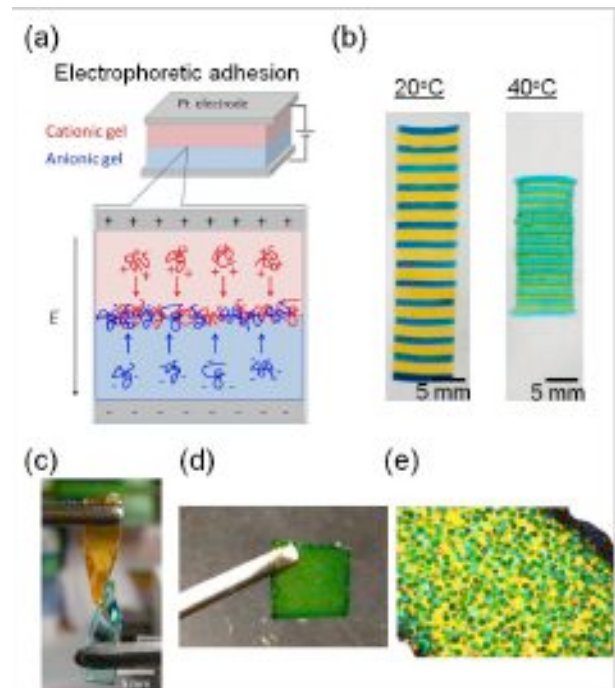 (a)
Electrophoretic adhesion
Pt electrode
Cationic gel
Anionic gel
+ + + + + + + +
E
- - - - - - - -
(b)
20°C
40°C
5 mm
5 mm
(c)
(d)
(e)